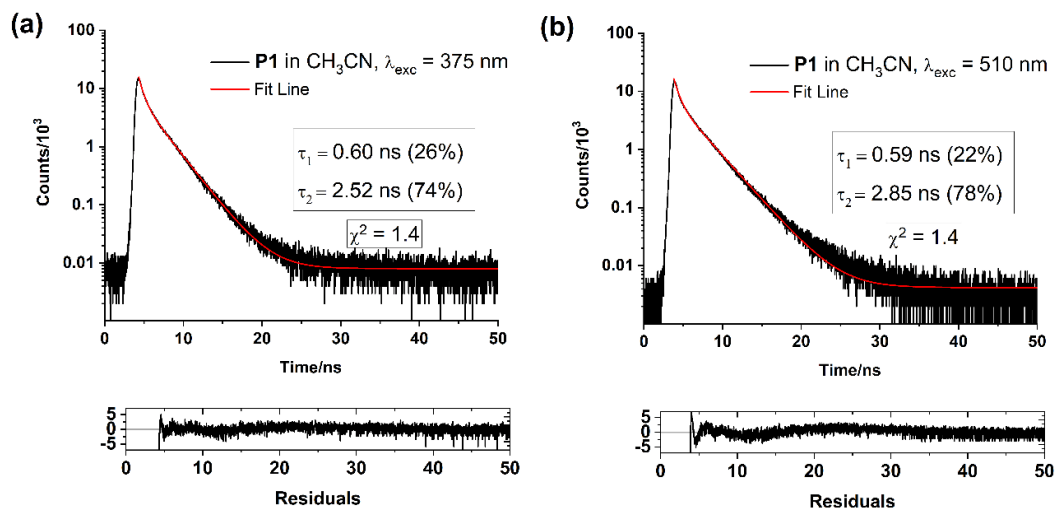 (a)
100
10
1
0.1
0.01
Counts/10³
P1 in CH₃CN, λexc = 375 nm
Fit Line
τ₁ = 0.60 ns (26%)
τ₂ = 2.52 ns (74%)
χ² = 1.4
0 10 20 30 40 50
Time/ns
5
0
-5
0 10 20 30 40 50
Residuals
(b)
100
10
1
0.1
0.01
Counts/10³
P1 in CH₃CN, λexc = 510 nm
Fit Line
τ₁ = 0.59 ns (22%)
τ₂ = 2.85 ns (78%)
χ² = 1.4
0 10 20 30 40 50
Time/ns
5
0
-5
0 10 20 30 40 50
Residuals